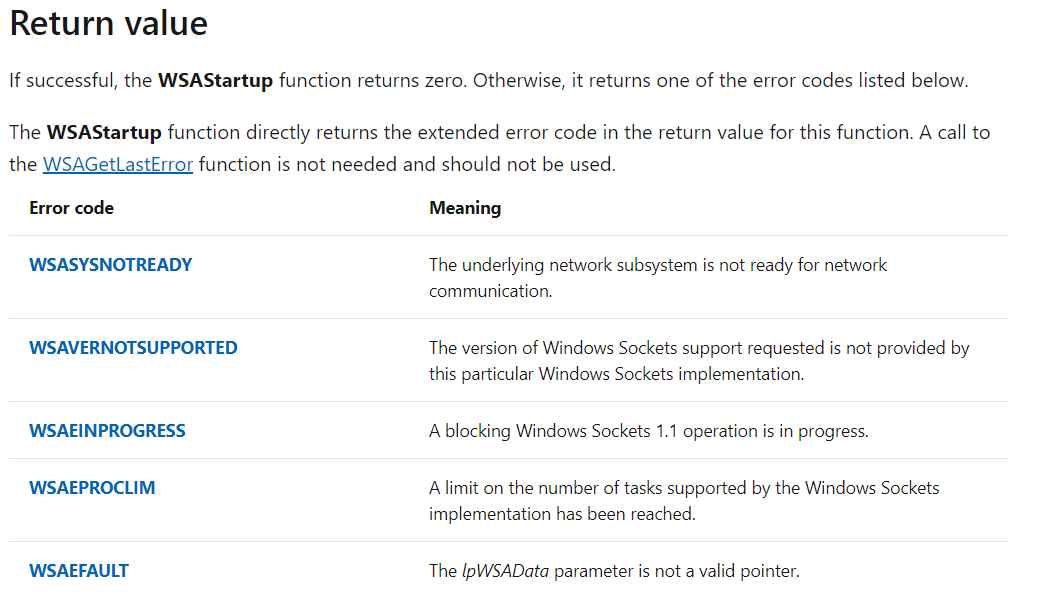 Return value
If successful, the WSAStartup function returns zero. Otherwise, it returns one of the error codes listed below.
The WSAStartup function directly returns the extended error code in the return value for this function. A call to
the WSAGetLastError function is not needed and should not be used.
Error code Meaning
WSASYSNOTREADY The underlying network subsystem is not ready for network
communication.
WSAVERNOTSUPPORTED The version of Windows Sockets support requested is not provided by
this particular Windows Sockets implementation.
WSAEINPROGRESS A blocking Windows Sockets 1.1 operation is in progress.
WSAEPROCLIM A limit on the number of tasks supported by the Windows Sockets
implementation has been reached.
WSAEFAULT The lpWSAData parameter is not a valid pointer.